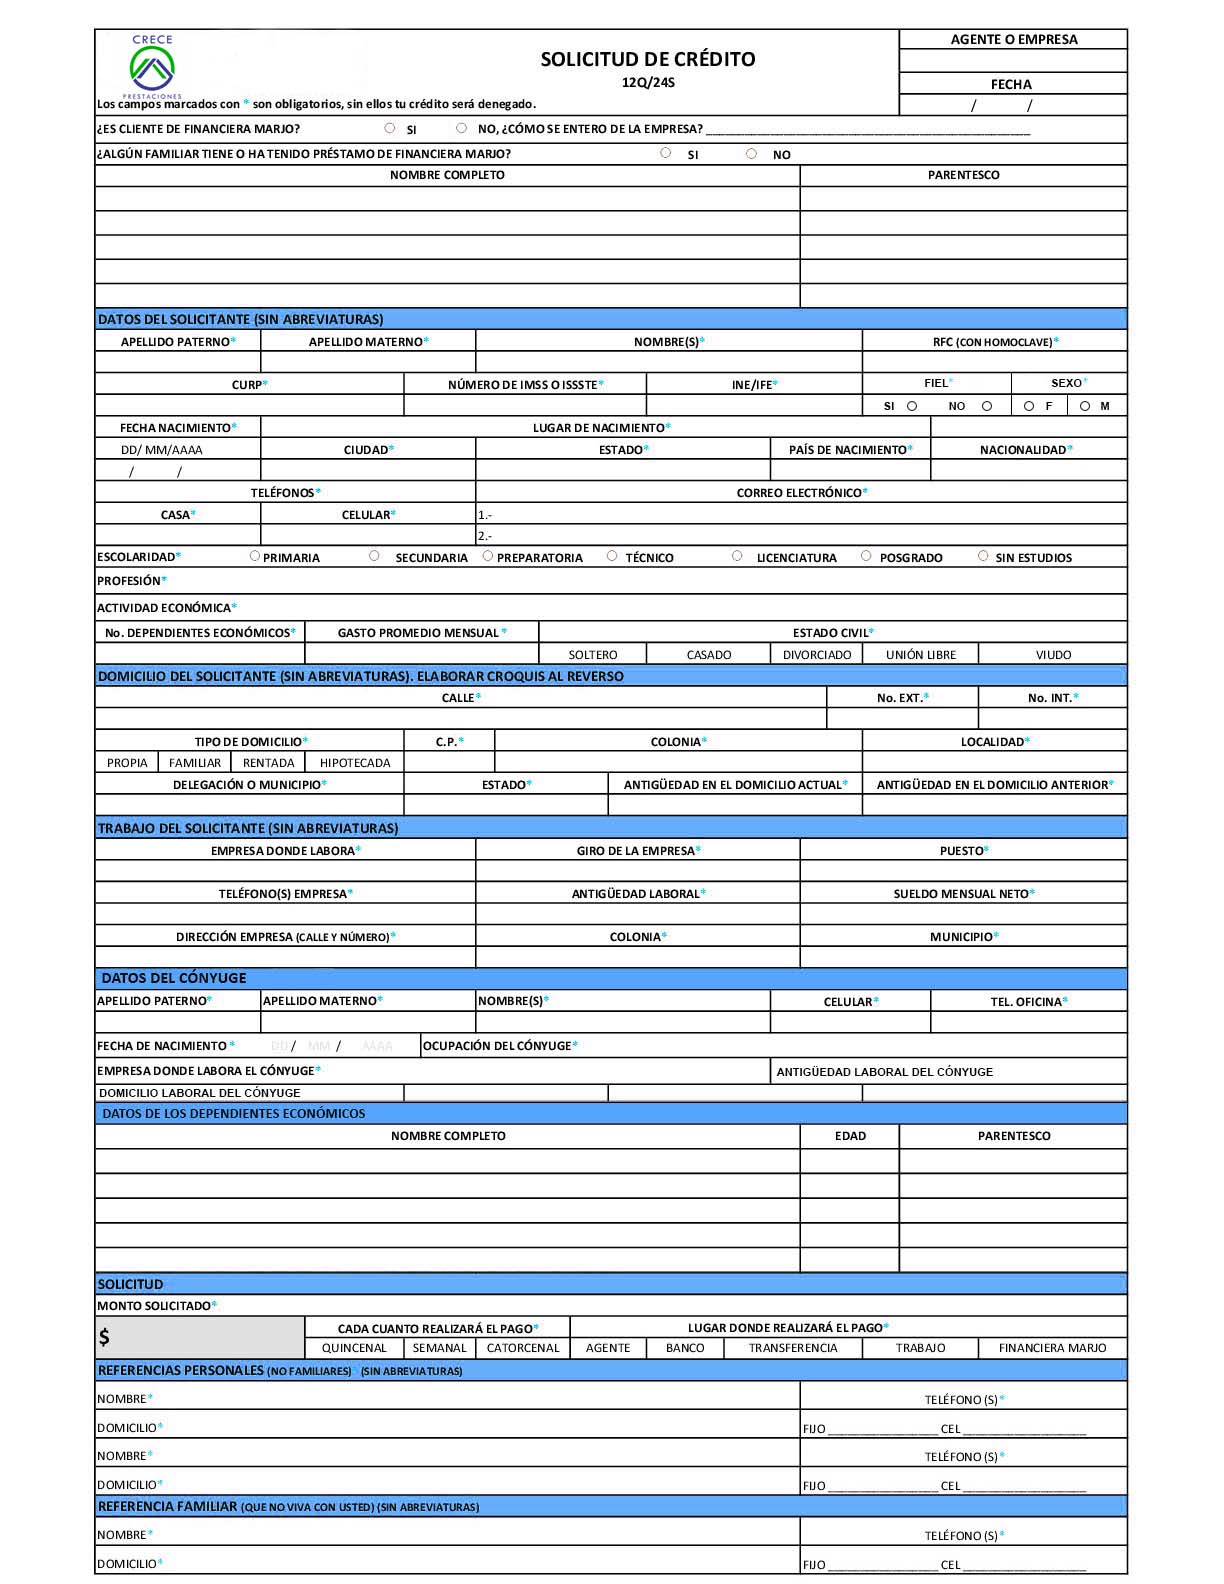 CRECE
PRESTACIONES
SOLICITUD DE CRÉDITO
12Q/24S
AGENTE O EMPRESA
FECHA
/ /
Los campos marcados con * son obligatorios, sin ellos tu crédito será denegado.
¿ES CLIENTE DE FINANCIERA MARJO? SI NO, ¿CÓMO SE ENTERO DE LA EMPRESA? ____________________
¿ALGÚN FAMILIAR TIENE O HA TENIDO PRÉSTAMO DE FINANCIERA MARJO? SI NO
NOMBRE COMPLETO PARENTESCO
DATOS DEL SOLICITANTE (SIN ABREVIATURAS)
APELLIDO PATERNO* APELLIDO MATERNO* NOMBRE(S)* RFC (CON HOMOCLAVE)*
CURP* NÚMERO DE IMSS O ISSSTE* INE/IFE* FIEL* SEXO*
SI NO F M
FECHA NACIMIENTO* LUGAR DE NACIMIENTO*
DD/ MM/AAAA CIUDAD* ESTADO* PAÍS DE NACIMIENTO* NACIONALIDAD*
/ /
TELÉFONOS* CORREO ELECTRÓNICO*
CASA* CELULAR* 1.-
2.-
ESCOLARIDAD* PRIMARIA SECUNDARIA PREPARATORIA TÉCNICO LICENCIATURA POSGRADO SIN ESTUDIOS
PROFESIÓN*
ACTIVIDAD ECONÓMICA*
No. DEPENDIENTES ECONÓMICOS* GASTO PROMEDIO MENSUAL * ESTADO CIVIL*
SOLTERO CASADO DIVORCIADO UNIÓN LIBRE VIUDO
DOMICILIO DEL SOLICITANTE (SIN ABREVIATURAS). ELABORAR CROQUIS AL REVERSO
CALLE* No. EXT.* No. INT.*
TIPO DE DOMICILIO* C.P.* COLONIA* LOCALIDAD*
PROPIA FAMILIAR RENTADA HIPOTECADA
DELEGACIÓN O MUNICIPIO* ESTADO* ANTIGÜEDAD EN EL DOMICILIO ACTUAL* ANTIGÜEDAD EN EL DOMICILIO ANTERIOR*
TRABAJO DEL SOLICITANTE (SIN ABREVIATURAS)
EMPRESA DONDE LABORA* GIRO DE LA EMPRESA* PUESTO*
TELÉFONO(S) EMPRESA* ANTIGÜEDAD LABORAL* SUELDO MENSUAL NETO*
DIRECCIÓN EMPRESA (CALLE Y NÚMERO)* COLONIA* MUNICIPIO*
DATOS DEL CÓNYUGE
APELLIDO PATERNO* APELLIDO MATERNO* NOMBRE(S)* CELULAR* TEL. OFICINA*
FECHA DE NACIMIENTO * DD / MM / AAAA OCUPACIÓN DEL CÓNYUGE*
EMPRESA DONDE LABORA EL CÓNYUGE* ANTIGÜEDAD LABORAL DEL CÓNYUGE
DOMICILIO LABORAL DEL CÓNYUGE
DATOS DE LOS DEPENDIENTES ECONÓMICOS
NOMBRE COMPLETO EDAD PARENTESCO
SOLICITUD
MONTO SOLICITADO*
$ CADA CUANTO REALIZARÁ EL PAGO* LUGAR DONDE REALIZARÁ EL PAGO*
QUINCENAL SEMANAL CATORCENAL AGENTE BANCO TRANSFERENCIA TRABAJO FINANCIERA MARJO
REFERENCIAS PERSONALES (NO FAMILIARES)* (SIN ABREVIATURAS)
NOMBRE* TELÉFONO (S)*
DOMICILIO* FIJO __________ CEL __________
NOMBRE* TELÉFONO (S)*
DOMICILIO* FIJO __________ CEL __________
REFERENCIA FAMILIAR (QUE NO VIVA CON USTED) (SIN ABREVIATURAS)
NOMBRE* TELÉFONO (S)*
DOMICILIO* FIJO __________ CEL __________